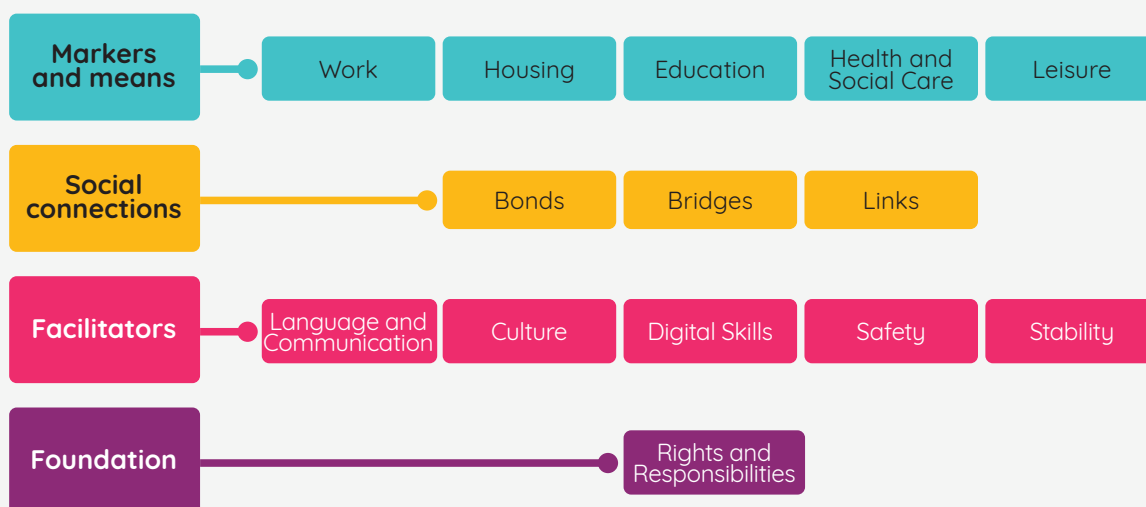 Markers
and means
Work
Housing
Education
Health and
Social Care
Leisure
Social
connections
Bonds
Bridges
Links
Facilitators
Language and
Communication
Culture
Digital Skills
Safety
Stability
Foundation
Rights and
Responsibilities